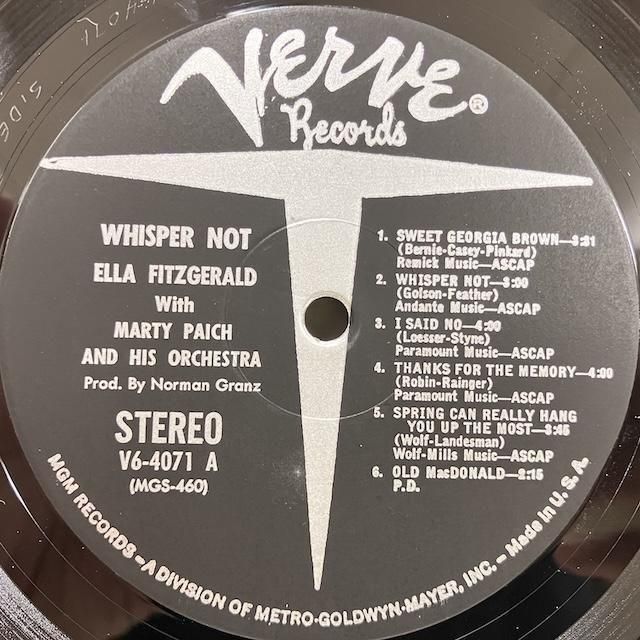 VERVE ®
Records
WHISPER NOT
ELLA FITZGERALD
With
MARTY PAICH
AND HIS ORCHESTRA
Prod. By Norman Granz
STEREO
V6-4071 A
(MGS-460)
1. SWEET GEORGIA BROWN—3:31
(Bernie-Casey-Pinkard)
Remick Music—ASCAP
2. WHISPER NOT—3:00
(Golson-Feather)
Andante Music—ASCAP
3. I SAID NO—4:00
(Loesser-Styne)
Paramount Music—ASCAP
4. THANKS FOR THE MEMORY—4:00
(Robin-Rainger)
Paramount Music—ASCAP
5. SPRING CAN REALLY HANG
YOU UP THE MOST—3:45
(Wolf-Landesman)
Wolf-Mills Music—ASCAP
6. OLD MacDONALD—2:15
P.D.
MGM RECORDS – A DIVISION OF METRO-GOLDWYN-MAYER, INC. – Made in U.S.A.
SIDE